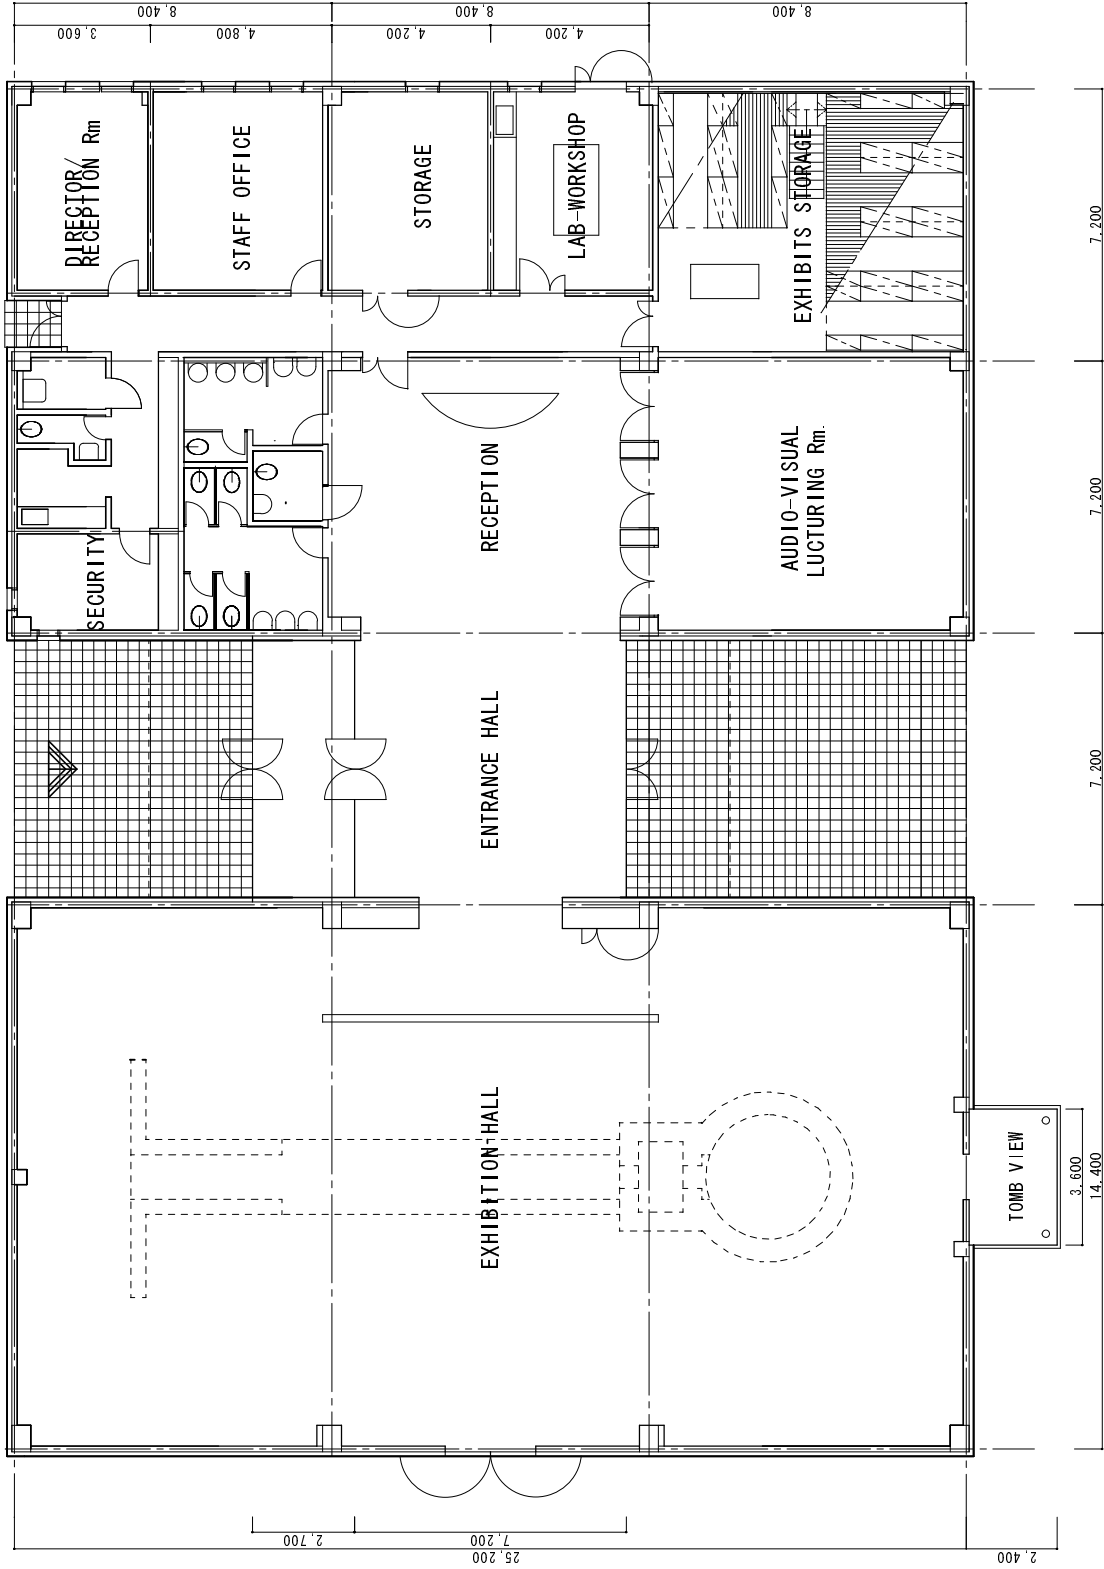 8,400
8,400
8,400
3,600
4,800
4,200
4,200
DIRECTOR/
RECEPTION Rm
STAFF OFFICE
STORAGE
LAB-WORKSHOP
EXHIBITS STORAGE
7,200
SECURITY
RECEPTION
AUDIO-VISUAL
LUCTURING Rm.
7,200
ENTRANCE HALL
7,200
EXHIBITION HALL
TOMB VIEW
3,600
14,400
2,700
7,200
25,200
2,400